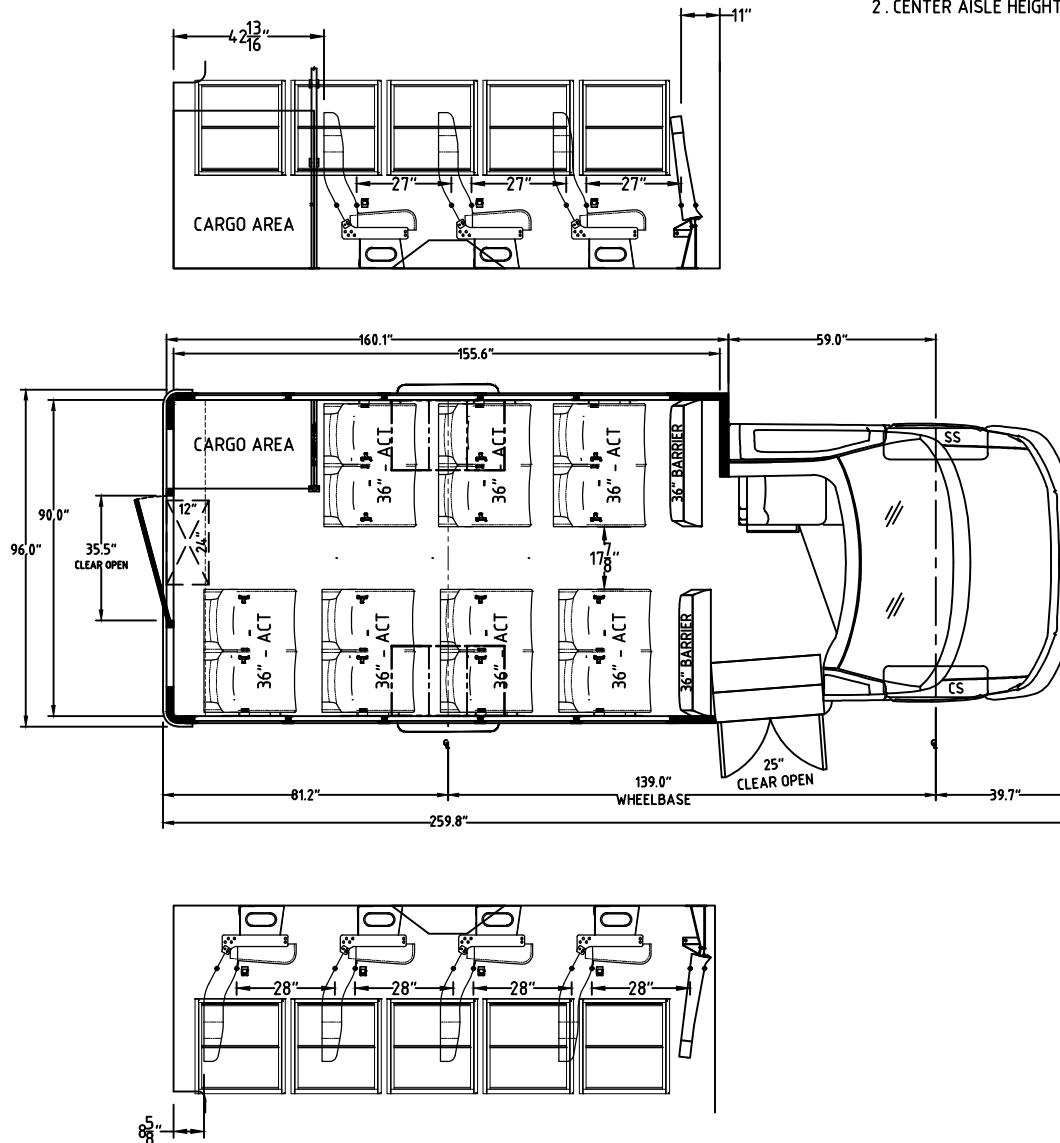 2 . CENTER AISLE HEIGHT
11"
42 13/16"
27" 27" 27"
CARGO AREA
160.1" 59.0"
155.6"
CARGO AREA
36" - ACT
36" - ACT
36" - ACT
36" BARRIER
SS
12"
24"
90.0"
96.0"
35.5"
CLEAR OPEN
17 7/8"
36" - ACT
36" - ACT
36" - ACT
36" - ACT
36" BARRIER
CS
25"
CLEAR OPEN
81.2" 139.0" 39.7"
WHEELBASE
259.8"
28" 28" 28" 28"
8 5/8"